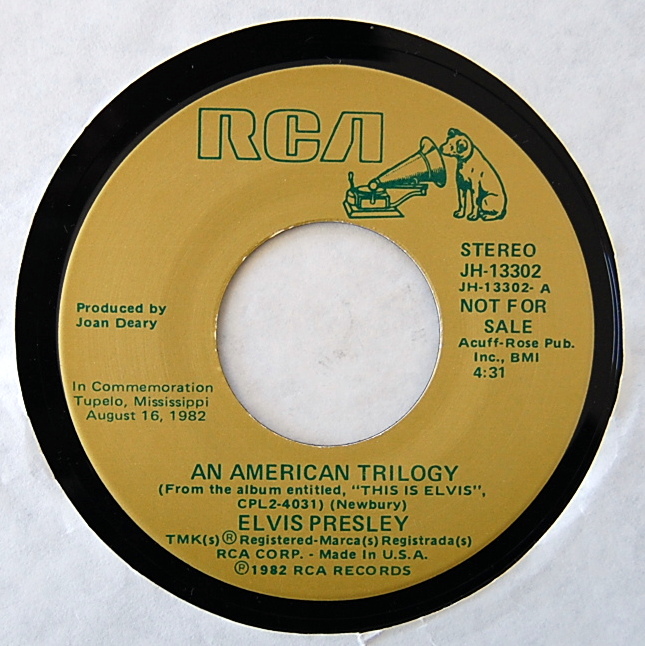 RCA
STEREO
JH-13302
JH-13302- A
NOT FOR
SALE
Acuff-Rose Pub.
Inc., BMI
4:31
Produced by
Joan Deary
In Commemoration
Tupelo, Mississippi
August 16, 1982
AN AMERICAN TRILOGY
(From the album entitled, "THIS IS ELVIS",
CPL2-4031) (Newbury)
ELVIS PRESLEY
TMK(s) ® Registered-Marca(s) Registrada(s)
RCA CORP. - Made in U.S.A.
℗ 1982 RCA RECORDS